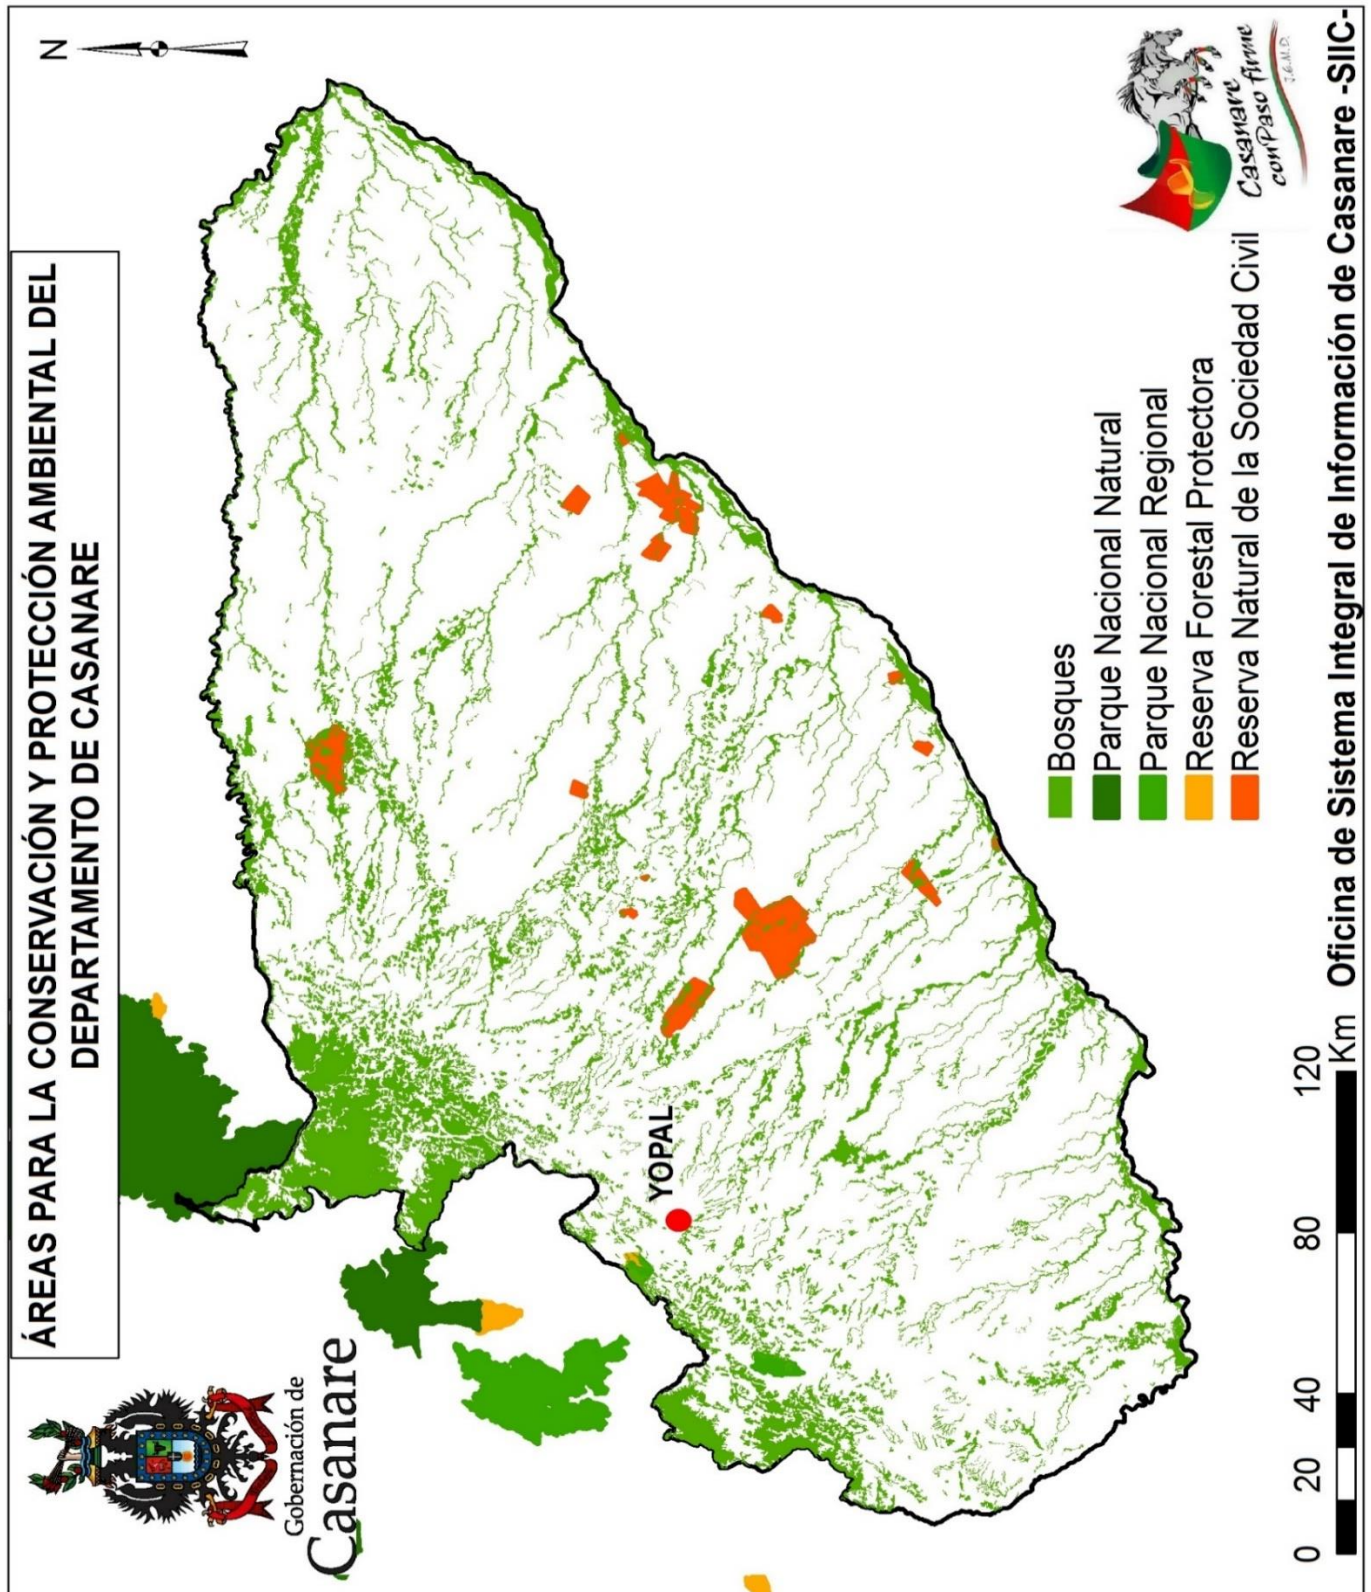 ÁREAS PARA LA CONSERVACIÓN Y PROTECCIÓN AMBIENTAL DEL
DEPARTAMENTO DE CASANARE
N
Gobernación de
Casanare
YOPAL
Bosques
Parque Nacional Natural
Parque Nacional Regional
Reserva Forestal Protectora
Reserva Natural de la Sociedad Civil
Casanare
con Paso firme
J.G.M.D.
0 20 40 80 120
Km
Oficina de Sistema Integral de Información de Casanare -SIIC-